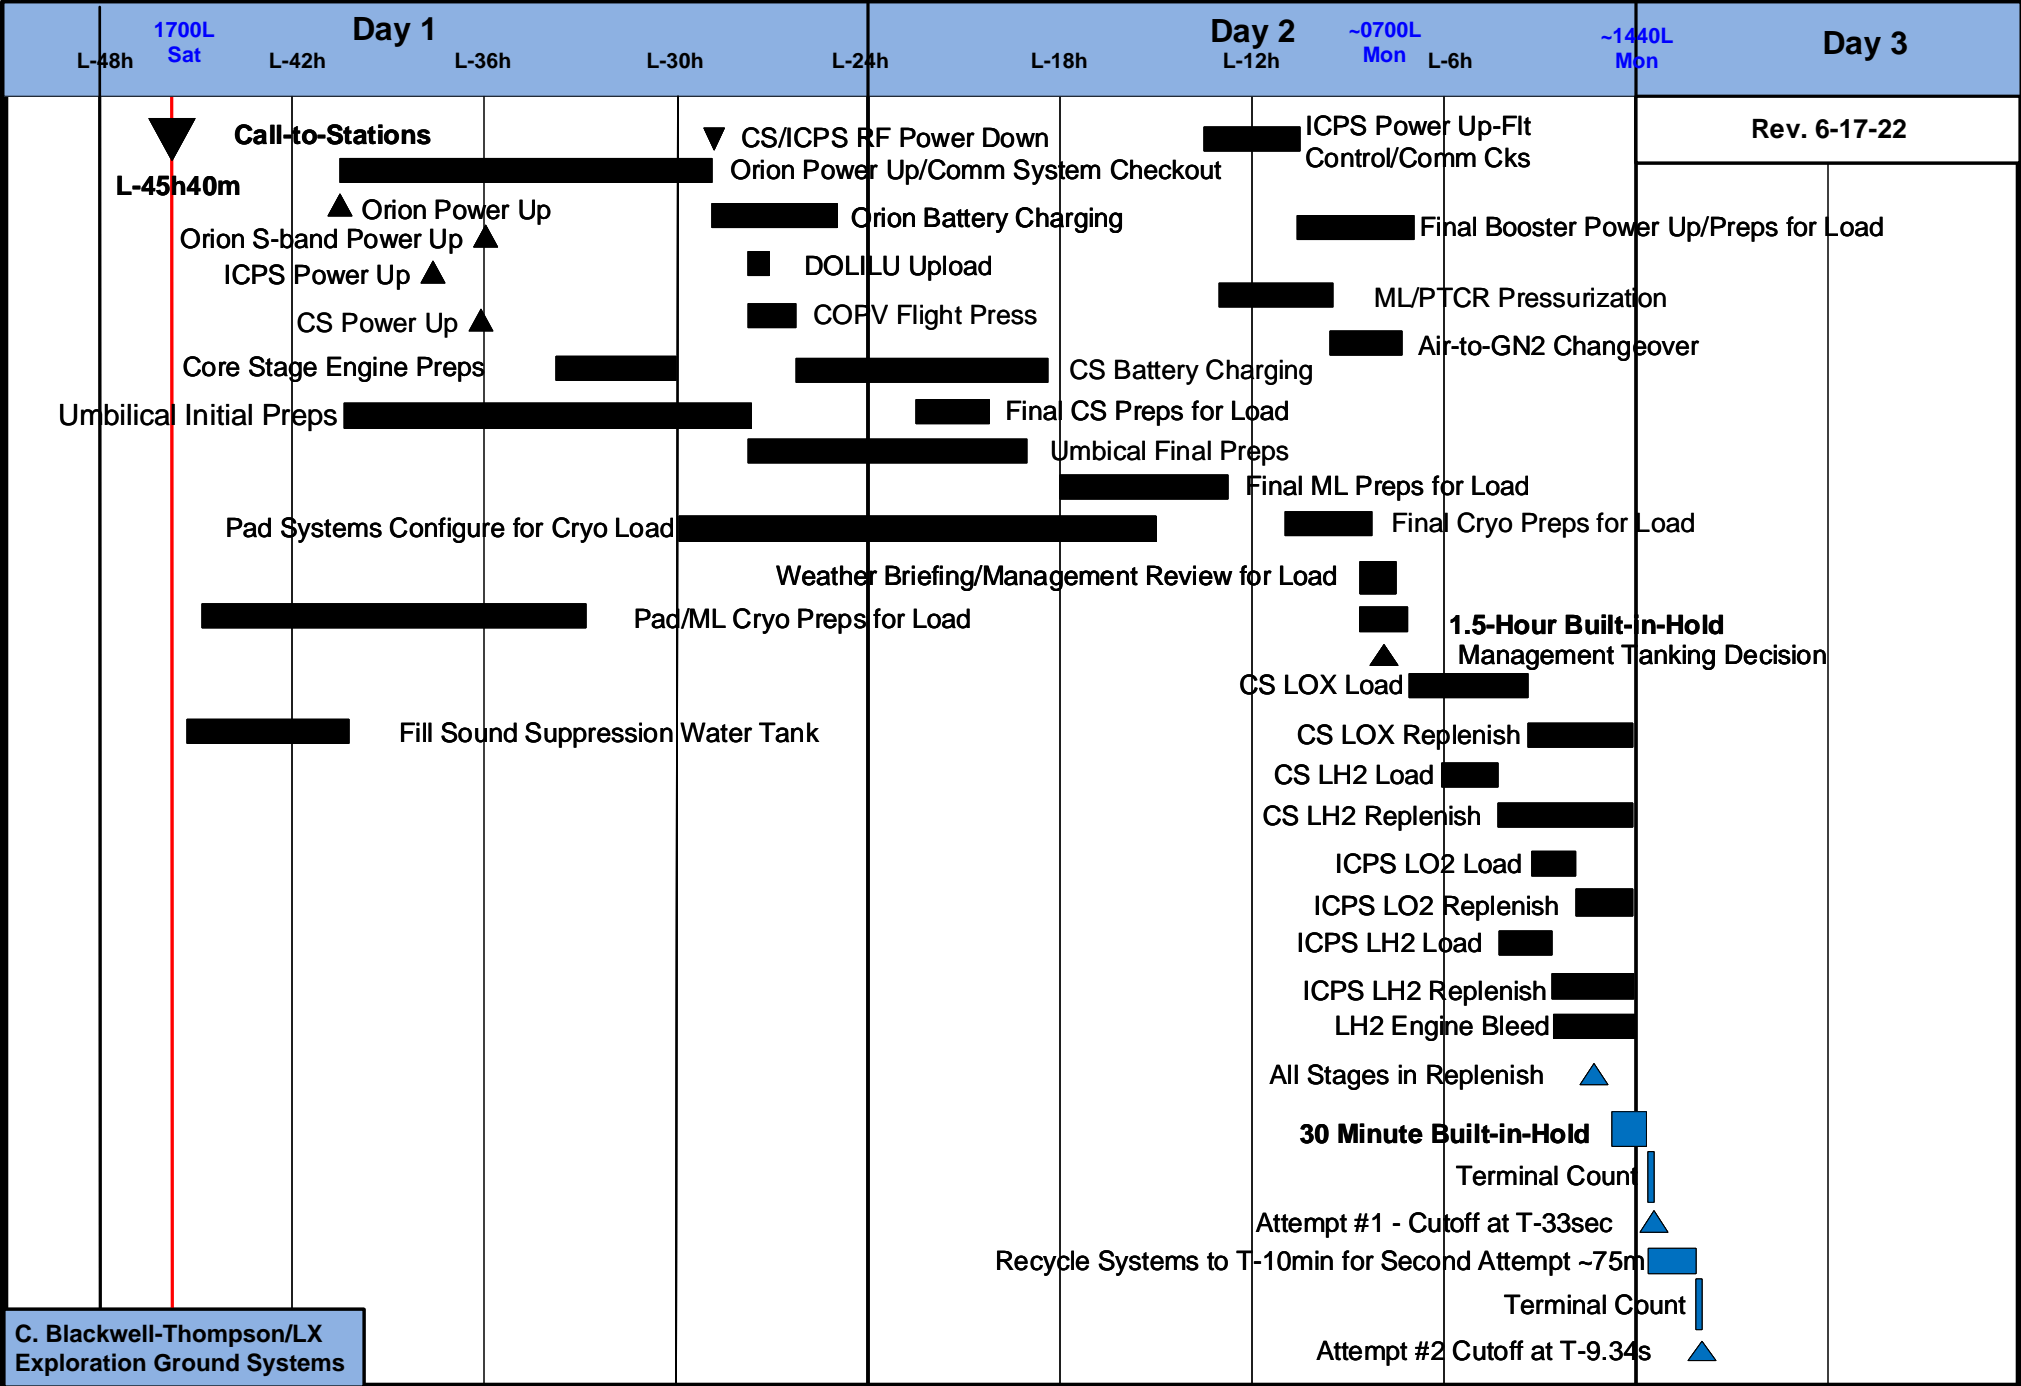 Day 1
Day 2
Day 3
1700L
Sat
~0700L
Mon
~1440L
Mon
L-48h
L-42h
L-36h
L-30h
L-24h
L-18h
L-12h
L-6h
Rev. 6-17-22
Call-to-Stations
L-45h40m
CS/ICPS RF Power Down
ICPS Power Up-Flt
Control/Comm Cks
Orion Power Up/Comm System Checkout
Orion Power Up
Orion Battery Charging
Final Booster Power Up/Preps for Load
Orion S-band Power Up
ICPS Power Up
DOLILU Upload
ML/PTCR Pressurization
CS Power Up
COPV Flight Press
Air-to-GN2 Changeover
Core Stage Engine Preps
CS Battery Charging
Umbilical Initial Preps
Final CS Preps for Load
Umbical Final Preps
Final ML Preps for Load
Pad Systems Configure for Cryo Load
Final Cryo Preps for Load
Weather Briefing/Management Review for Load
Pad/ML Cryo Preps for Load
1.5-Hour Built-in-Hold
Management Tanking Decision
CS LOX Load
Fill Sound Suppression Water Tank
CS LOX Replenish
CS LH2 Load
CS LH2 Replenish
ICPS LO2 Load
ICPS LO2 Replenish
ICPS LH2 Load
ICPS LH2 Replenish
LH2 Engine Bleed
All Stages in Replenish
30 Minute Built-in-Hold
Terminal Count
Attempt #1 - Cutoff at T-33sec
Recycle Systems to T-10min for Second Attempt ~75m
Terminal Count
Attempt #2 Cutoff at T-9.34s
C. Blackwell-Thompson/LX
Exploration Ground Systems